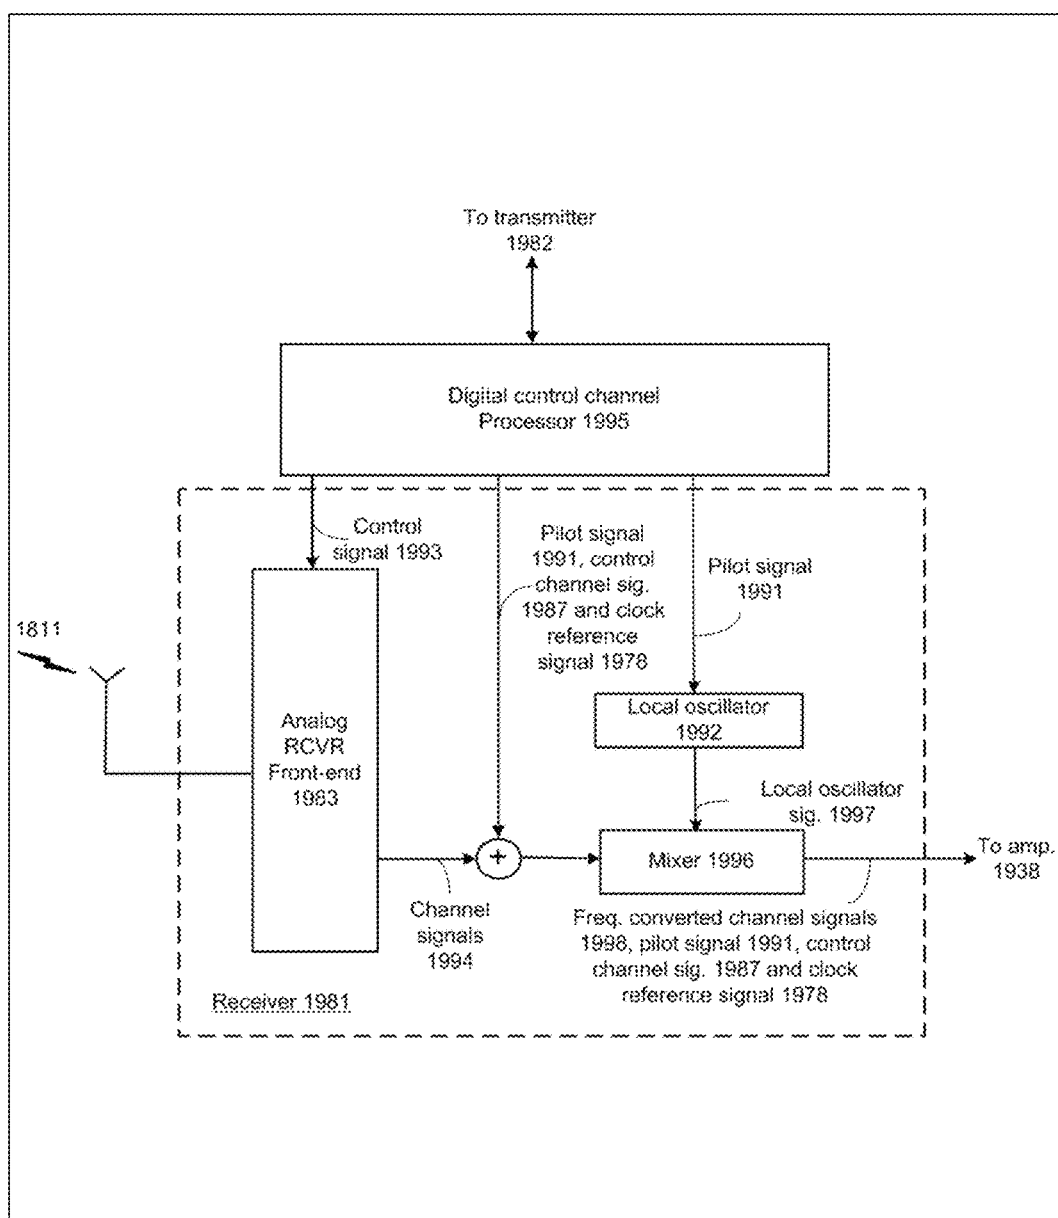 To transmitter
1982
Digital control channel
Processor 1995
Control
signal 1993
Pilot signal
1991, control
channel sig.
1987 and clock
reference
signal 1978
Pilot signal
1991
1811
Analog
RCVR
Front-end
1983
Local oscillator
1992
Local oscillator
sig. 1997
+
Mixer 1996
To amp.
1938
Channel
signals
1994
Freq. converted channel signals
1998, pilot signal 1991, control
channel sig. 1987 and clock
reference signal 1978
Receiver 1981